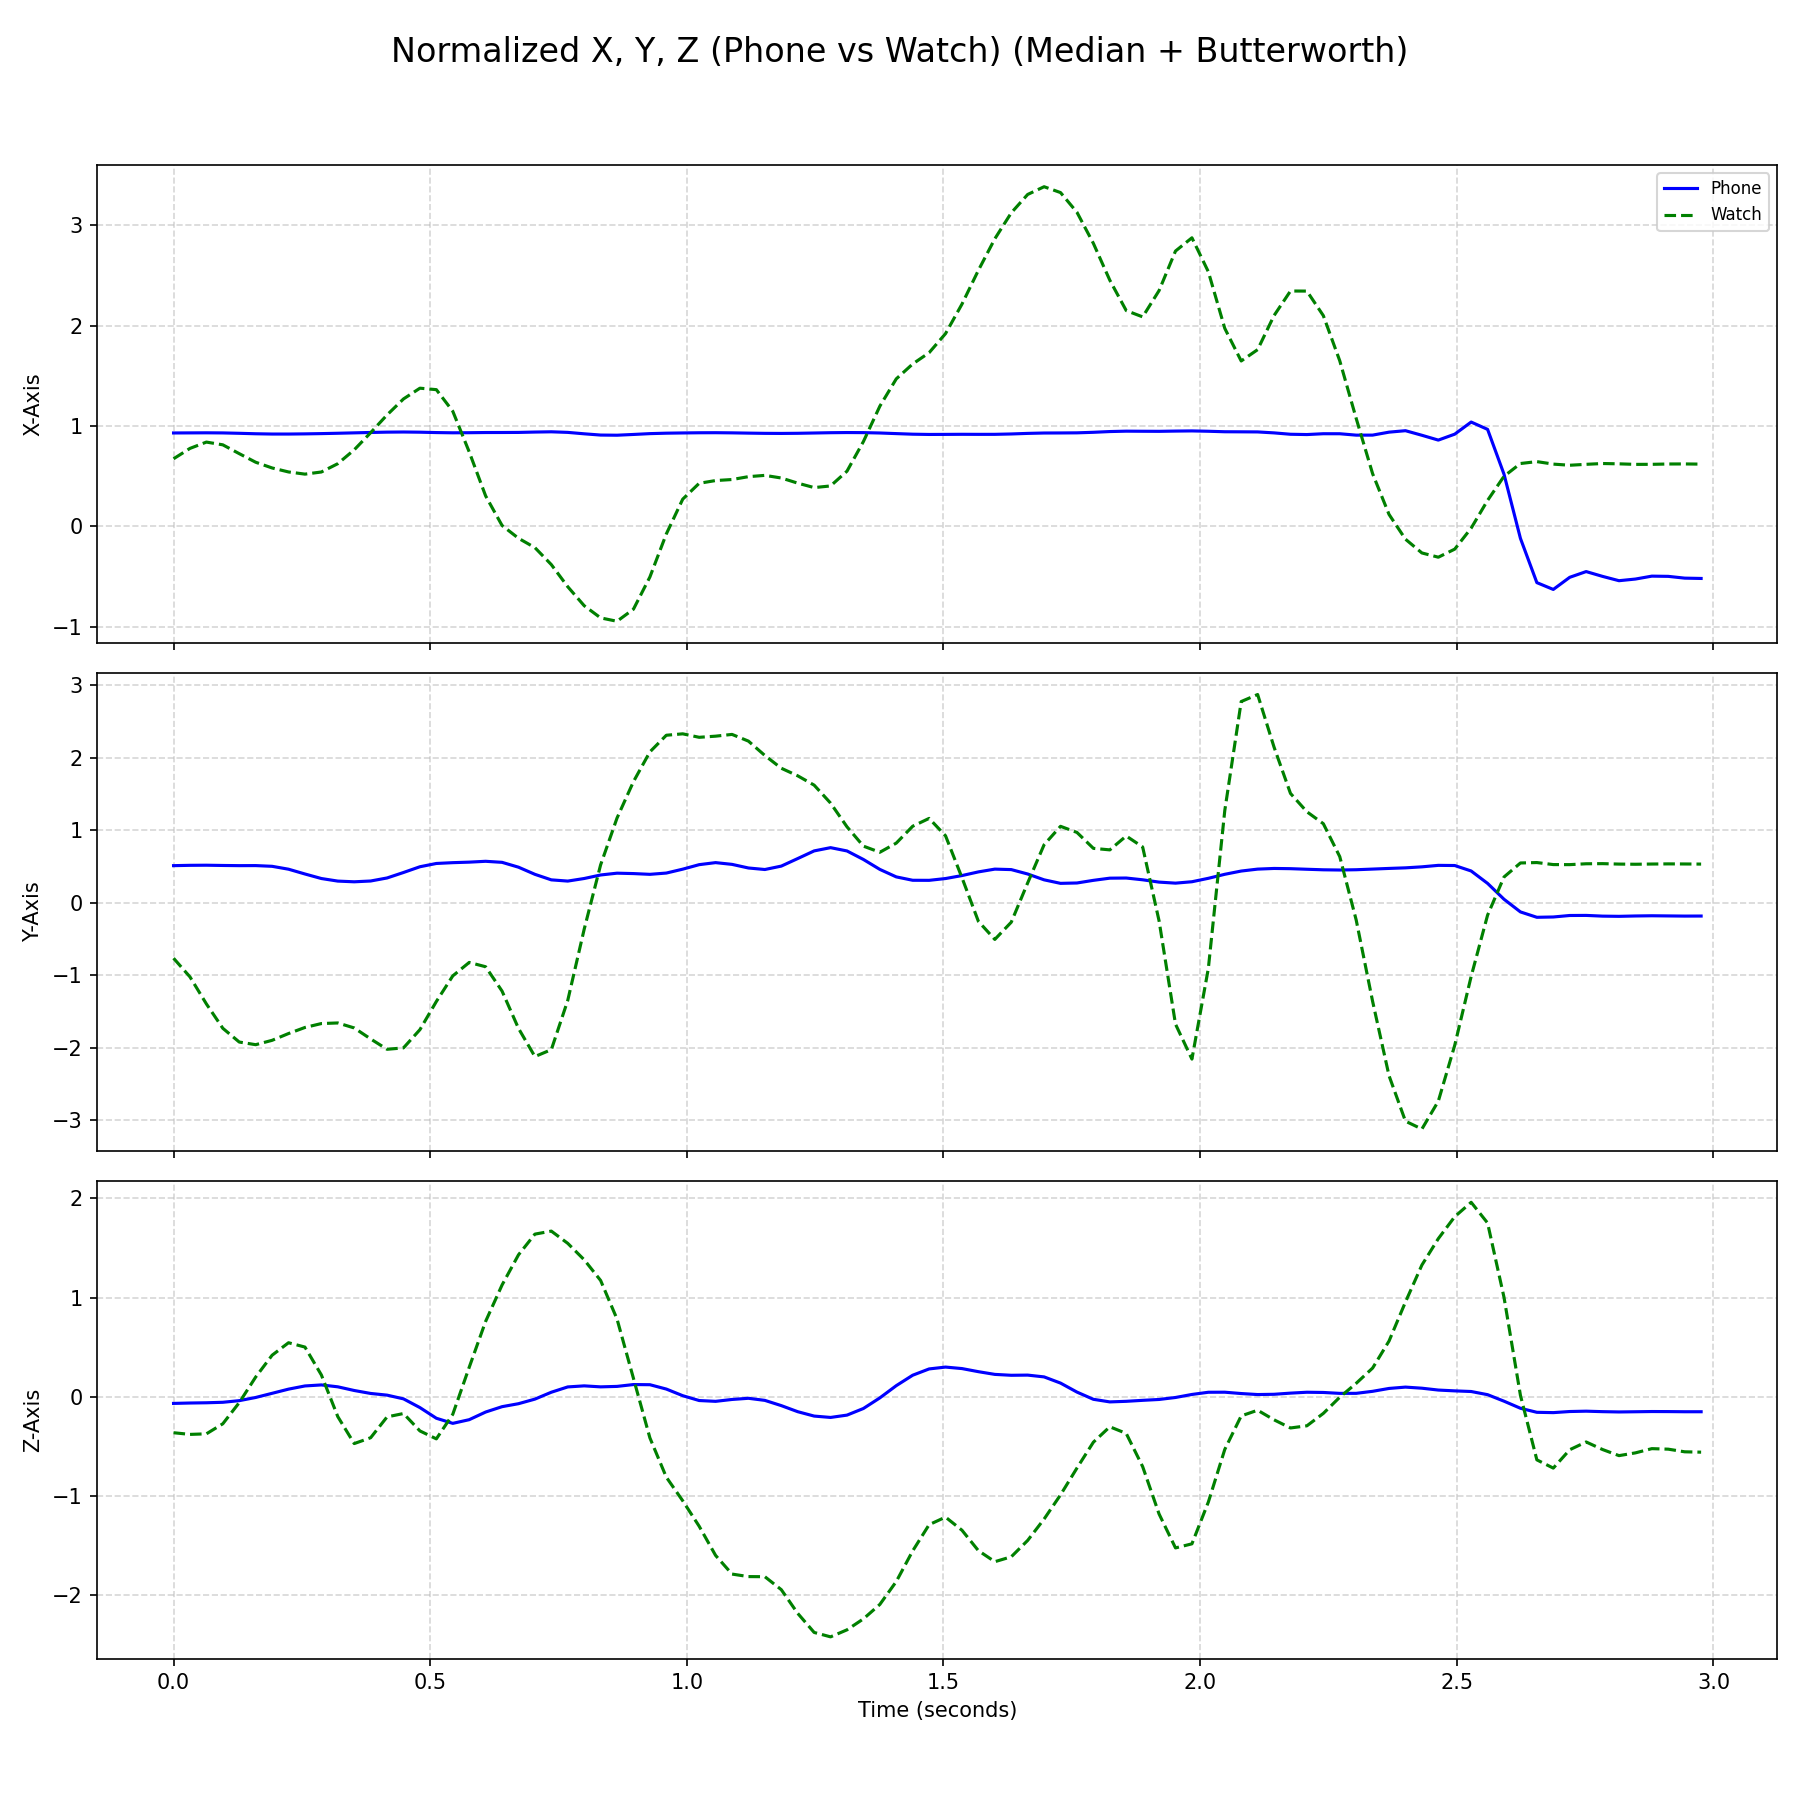 Normalized X, Y, Z (Phone vs Watch) (Median + Butterworth)
Phone
Watch
X-Axis
3
2
1
0
−1
Y-Axis
3
2
1
0
−1
−2
−3
Z-Axis
2
1
0
−1
−2
0.0 0.5 1.0 1.5 2.0 2.5 3.0
Time (seconds)